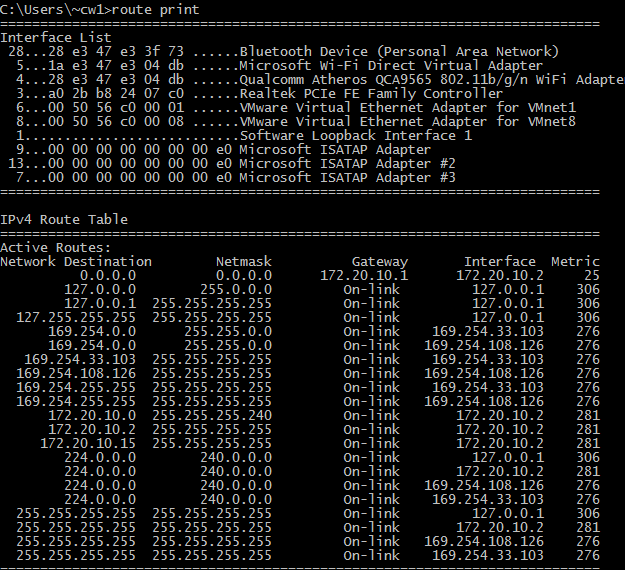 C:\Users\~cw1>route print
===========================================================================
Interface List
 28...28 e3 47 e3 3f 73 ......Bluetooth Device (Personal Area Network)
  5...1a e3 47 e3 04 db ......Microsoft Wi-Fi Direct Virtual Adapter
  4...28 e3 47 e3 04 db ......Qualcomm Atheros QCA9565 802.11b/g/n WiFi Adapte
  3...a0 2b b8 24 07 c0 ......Realtek PCIe FE Family Controller
  6...00 50 56 c0 00 01 ......VMware Virtual Ethernet Adapter for VMnet1
  8...00 50 56 c0 00 08 ......VMware Virtual Ethernet Adapter for VMnet8
  1...........................Software Loopback Interface 1
  9...00 00 00 00 00 00 00 e0 Microsoft ISATAP Adapter
 13...00 00 00 00 00 00 00 e0 Microsoft ISATAP Adapter #2
  7...00 00 00 00 00 00 00 e0 Microsoft ISATAP Adapter #3
===========================================================================
IPv4 Route Table
===========================================================================
Active Routes:
Network Destination        Netmask          Gateway       Interface  Metric
          0.0.0.0          0.0.0.0      172.20.10.1      172.20.10.2     25
        127.0.0.0        255.0.0.0         On-link         127.0.0.1    306
        127.0.0.1  255.255.255.255         On-link         127.0.0.1    306
  127.255.255.255  255.255.255.255         On-link         127.0.0.1    306
      169.254.0.0      255.255.0.0         On-link    169.254.33.103    276
      169.254.0.0      255.255.0.0         On-link   169.254.108.126    276
   169.254.33.103  255.255.255.255         On-link    169.254.33.103    276
  169.254.108.126  255.255.255.255         On-link   169.254.108.126    276
  169.254.255.255  255.255.255.255         On-link    169.254.33.103    276
  169.254.255.255  255.255.255.255         On-link   169.254.108.126    276
      172.20.10.0  255.255.255.240         On-link       172.20.10.2    281
      172.20.10.2  255.255.255.255         On-link       172.20.10.2    281
     172.20.10.15  255.255.255.255         On-link       172.20.10.2    281
        224.0.0.0        240.0.0.0         On-link         127.0.0.1    306
        224.0.0.0        240.0.0.0         On-link       172.20.10.2    281
        224.0.0.0        240.0.0.0         On-link   169.254.108.126    276
        224.0.0.0        240.0.0.0         On-link    169.254.33.103    276
  255.255.255.255  255.255.255.255         On-link         127.0.0.1    306
  255.255.255.255  255.255.255.255         On-link       172.20.10.2    281
  255.255.255.255  255.255.255.255         On-link   169.254.108.126    276
  255.255.255.255  255.255.255.255         On-link    169.254.33.103    276
===========================================================================